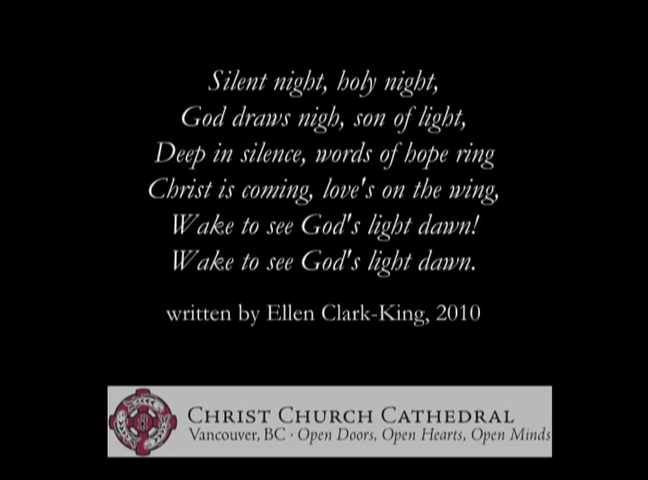 Silent night, holy night,
God draws nigh, son of light,
Deep in silence, words of hope ring
Christ is coming, love's on the wing,
Wake to see God's light dawn!
Wake to see God's light dawn.
written by Ellen Clark-King, 2010
CHRIST CHURCH CATHEDRAL
Vancouver, BC · Open Doors, Open Hearts, Open Minds